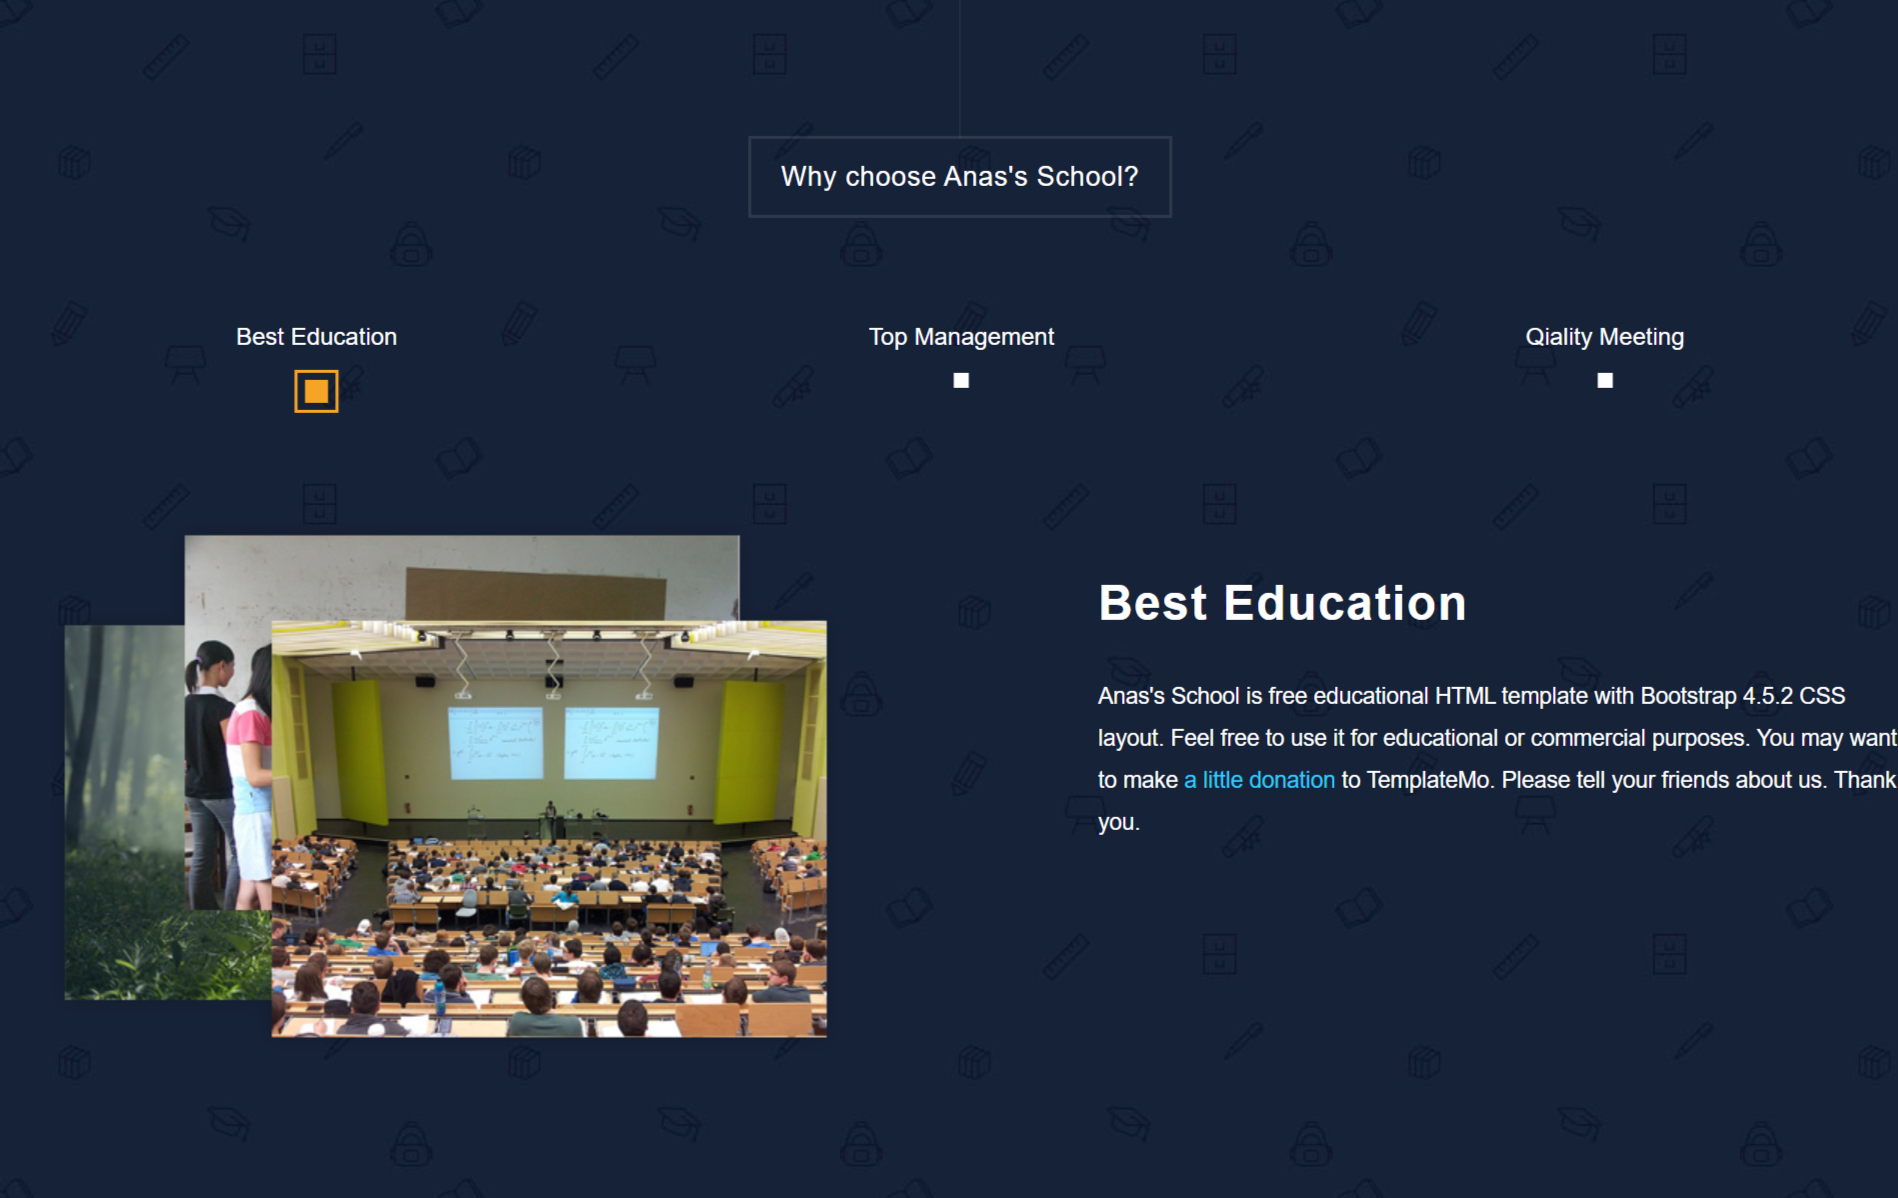 Why choose Anas's School?
Best Education
Top Management
Qiality Meeting
Best Education
Anas's School is free educational HTML template with Bootstrap 4.5.2 CSS
layout. Feel free to use it for educational or commercial purposes. You may want
to make a little donation to TemplateMo. Please tell your friends about us. Thank
you.